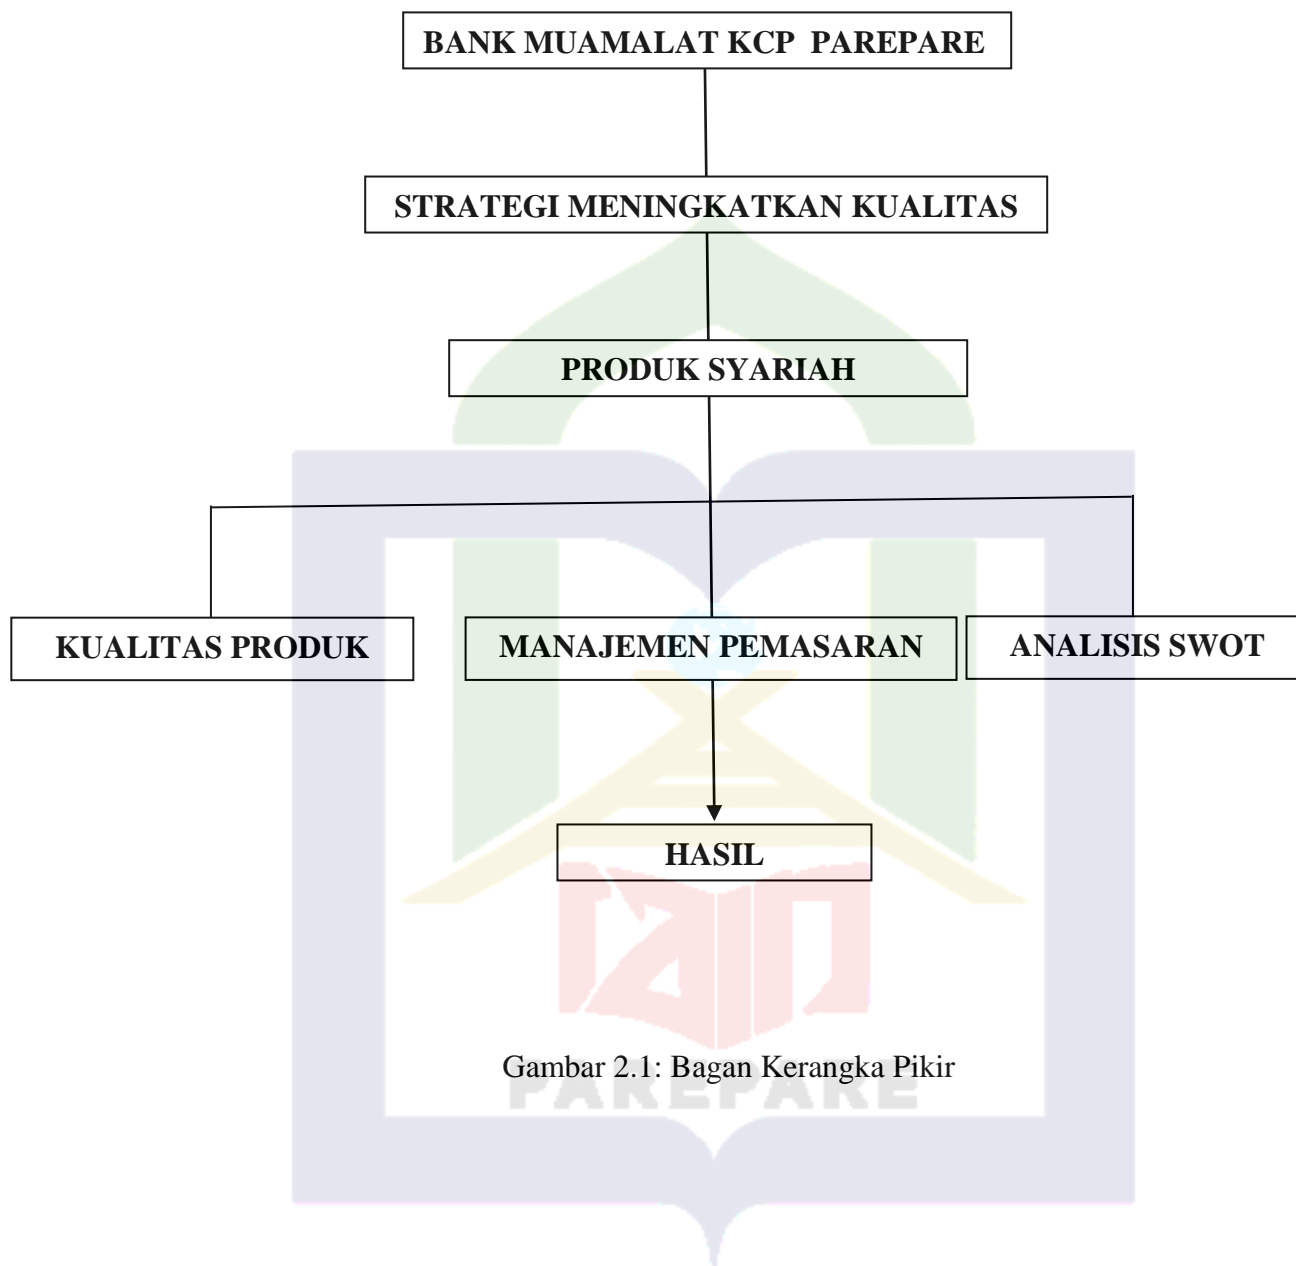 BANK MUAMALAT KCP PAREPARE
STRATEGI MENINGKATKAN KUALITAS
PRODUK SYARIAH
KUALITAS PRODUK
MANAJEMEN PEMASARAN
ANALISIS SWOT
HASIL
iain
Gambar 2.1: Bagan Kerangka Pikir
PAREPARE